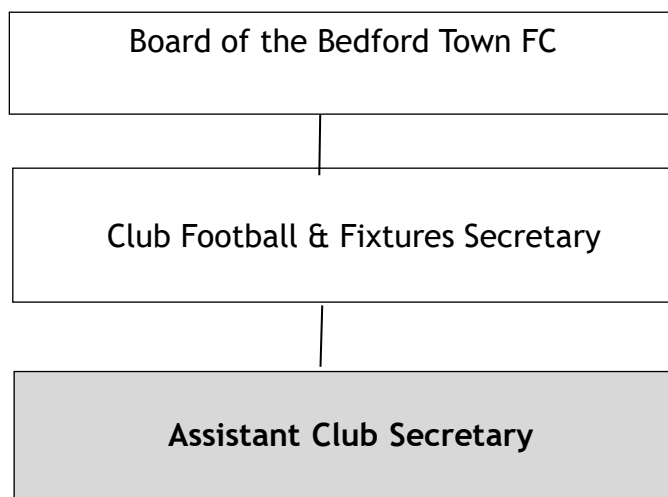 Board of the Bedford Town FC
Club Football & Fixtures Secretary
Assistant Club Secretary